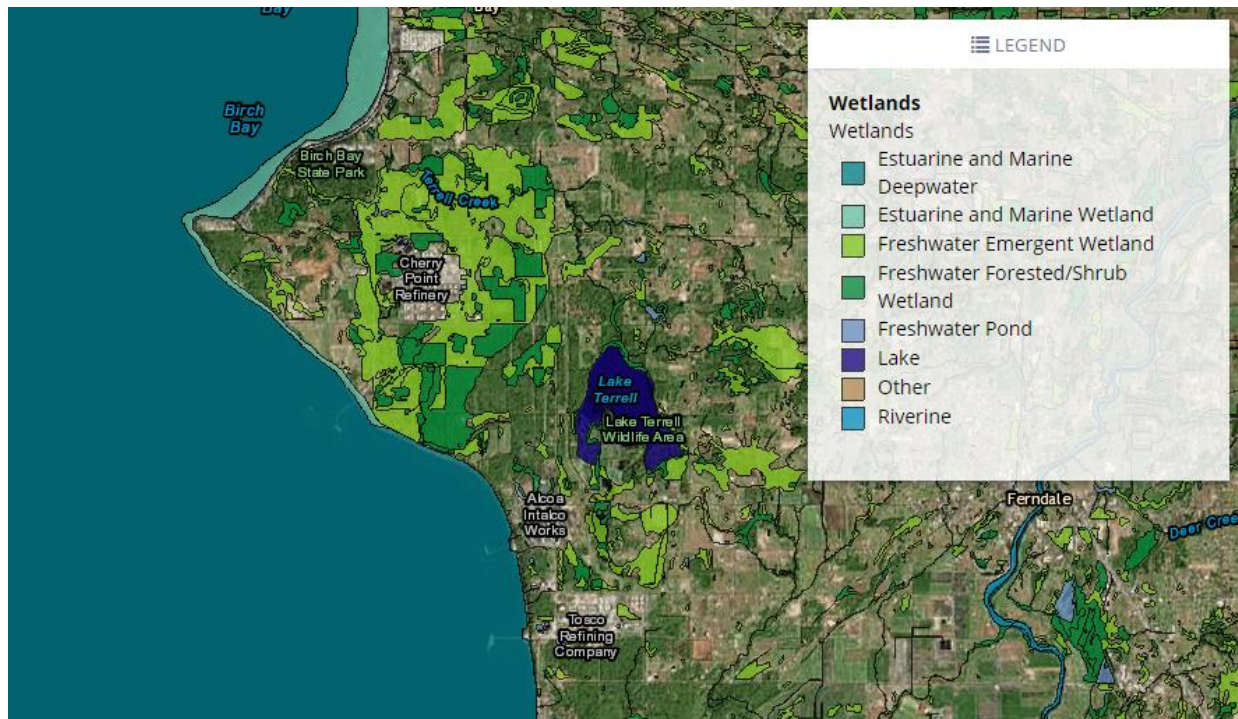 Bay
Bay
Birch
Bay
Birch Bay
State Park
Terrell Creek
Cherry
Point
Refinery
Lake
Terrell
Lake Terrell
Wildlife Area
Alcoa
Intalco
Works
Tosco
Refining
Company
Ferndale
Deer Cree
LEGEND
Wetlands
Wetlands
Estuarine and Marine
Deepwater
Estuarine and Marine Wetland
Freshwater Emergent Wetland
Freshwater Forested/Shrub
Wetland
Freshwater Pond
Lake
Other
Riverine